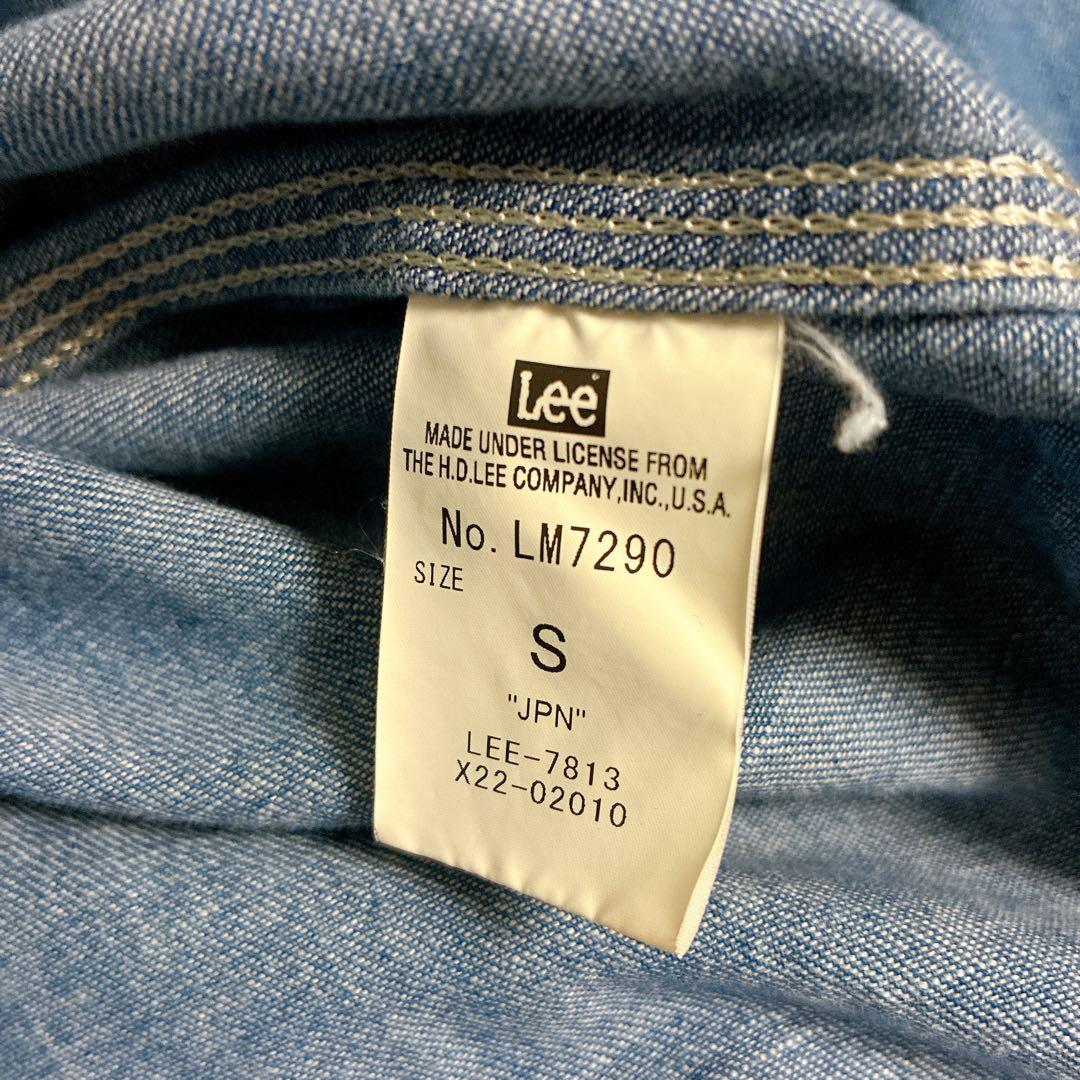 Lee
MADE UNDER LICENSE FROM
THE H.D.LEE COMPANY,INC.,U.S.A.
No. LM7290
SIZE
S
"JPN"
LEE-7813
X22-02010